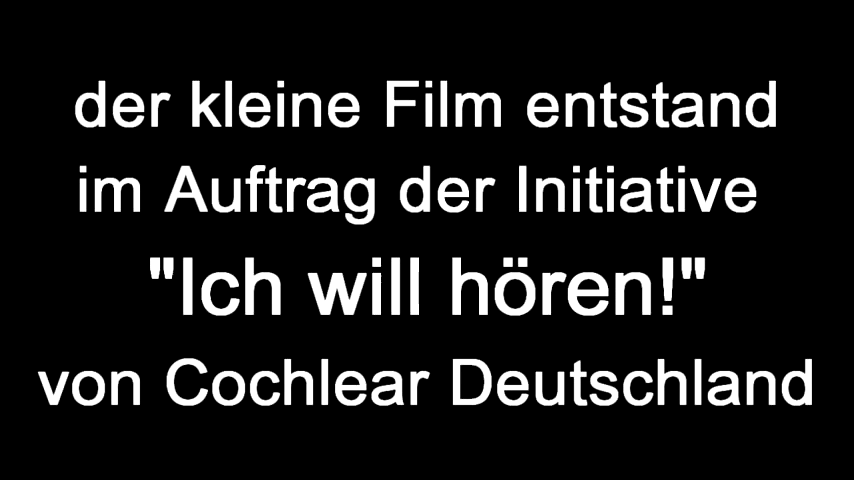 der kleine Film entstand
im Auftrag der Initiative
"Ich will hören!"
von Cochlear Deutschland